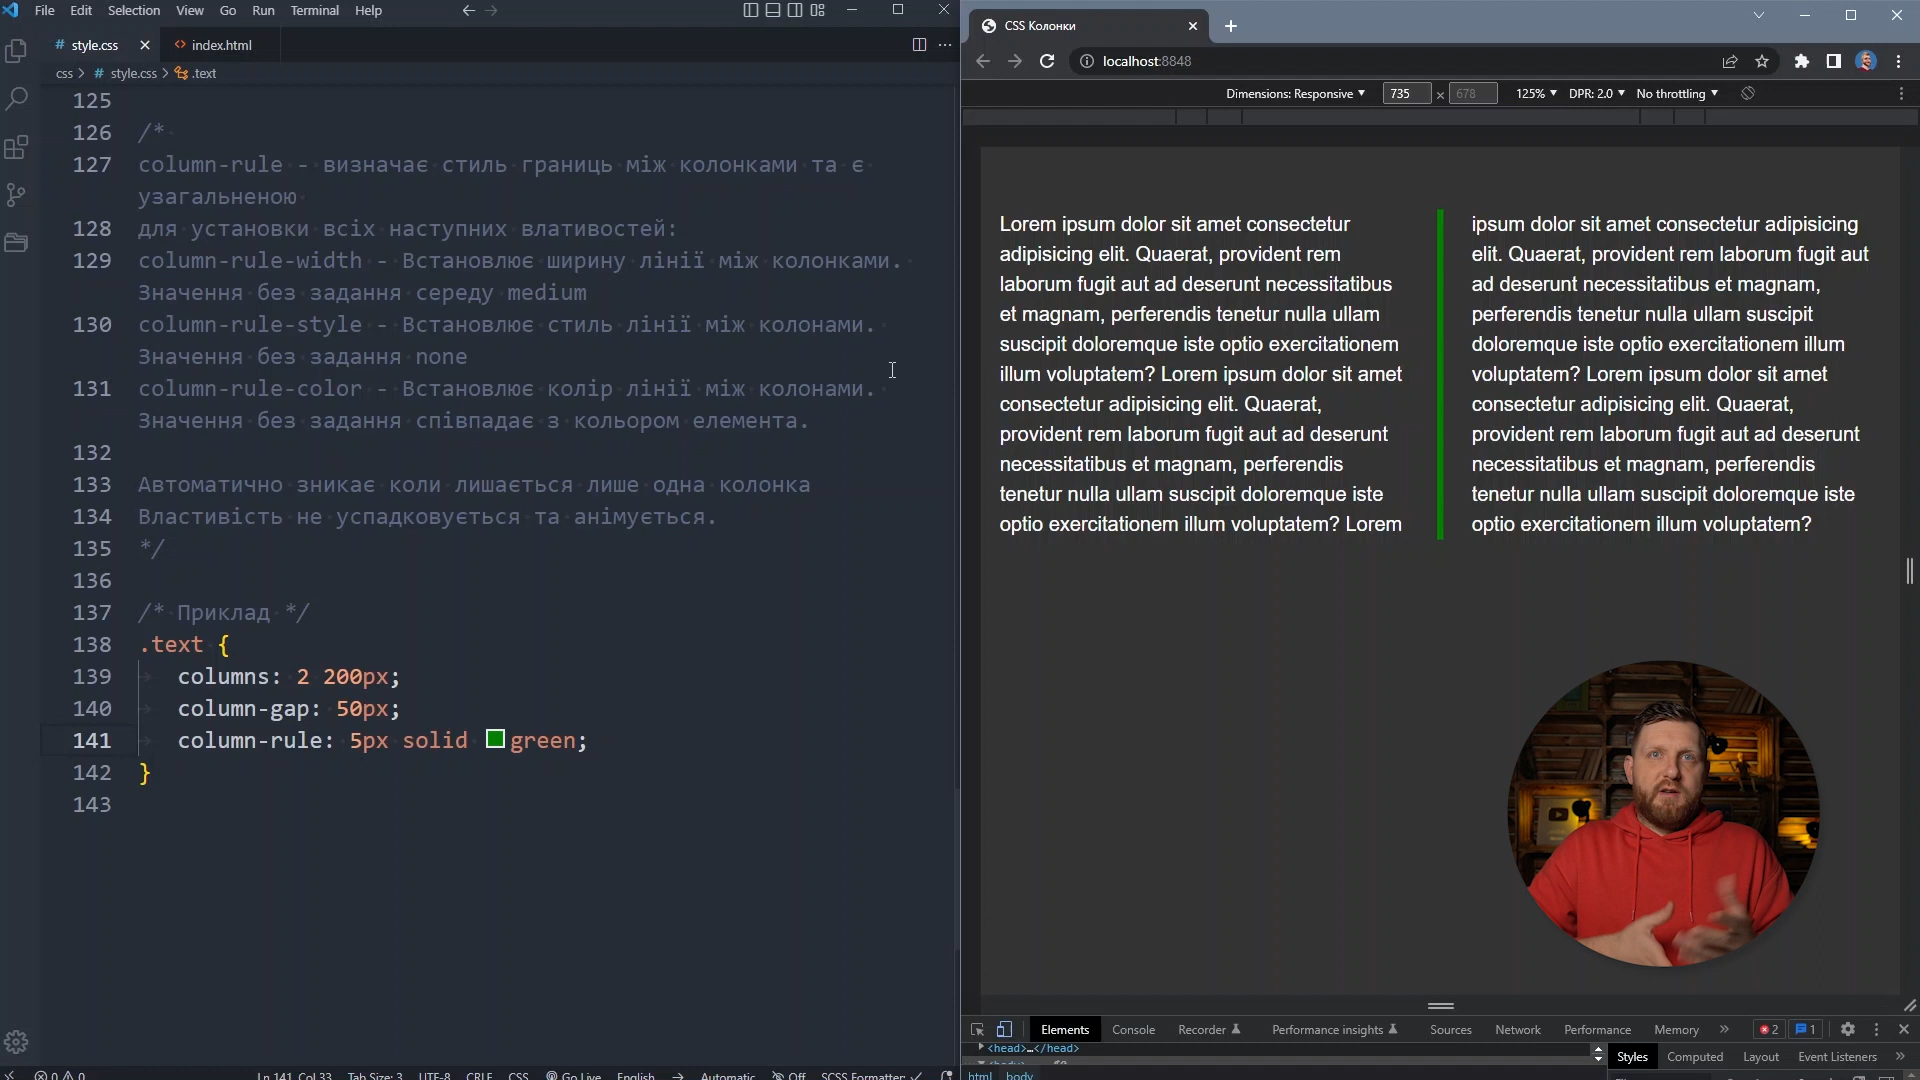 File Edit Selection View Go Run Terminal Help
# style.css
<> index.html
css > # style.css > .text
125
126 /*
127 column-rule - визначає стиль границь між колонками та є
узагальненою
128 для установки всіх наступних влативостей:
129 column-rule-width - Встановлює ширину лінії між колонками.
Значення без задання середу medium
130 column-rule-style - Встановлює стиль лінії між колонами.
Значення без задання none
131 column-rule-color - Встановлює колір лінії між колонами.
Значення без задання співпадає з кольором елемента.
132
133 Автоматично зникає коли лишається лише одна колонка
134 Властивість не успадковується та анімується.
135 */
136
137 /* Приклад */
138 .text {
139 columns: 2 200px;
140 column-gap: 50px;
141 column-rule: 5px solid green;
142 }
143
0 0 Ln 141, Col 33 Tab Size: 3 UTF-8 CRLF CSS Go Live English Automatic Off SCSS Formatter:
CSS Колонки
localhost:8848
Dimensions: Responsive 735 × 678 125% DPR: 2.0 No throttling
Lorem ipsum dolor sit amet consectetur
adipisicing elit. Quaerat, provident rem
laborum fugit aut ad deserunt necessitatibus
et magnam, perferendis tenetur nulla ullam
suscipit doloremque iste optio exercitationem
illum voluptatem? Lorem ipsum dolor sit amet
consectetur adipisicing elit. Quaerat,
provident rem laborum fugit aut ad deserunt
necessitatibus et magnam, perferendis
tenetur nulla ullam suscipit doloremque iste
optio exercitationem illum voluptatem? Lorem
ipsum dolor sit amet consectetur adipisicing
elit. Quaerat, provident rem laborum fugit aut
ad deserunt necessitatibus et magnam,
perferendis tenetur nulla ullam suscipit
doloremque iste optio exercitationem illum
voluptatem? Lorem ipsum dolor sit amet
consectetur adipisicing elit. Quaerat,
provident rem laborum fugit aut ad deserunt
necessitatibus et magnam, perferendis
tenetur nulla ullam suscipit doloremque iste
optio exercitationem illum voluptatem?
Elements Console Recorder Performance insights Sources Network Performance Memory » 2 1
<head>…</head>
Styles Computed Layout Event Listeners »
html body